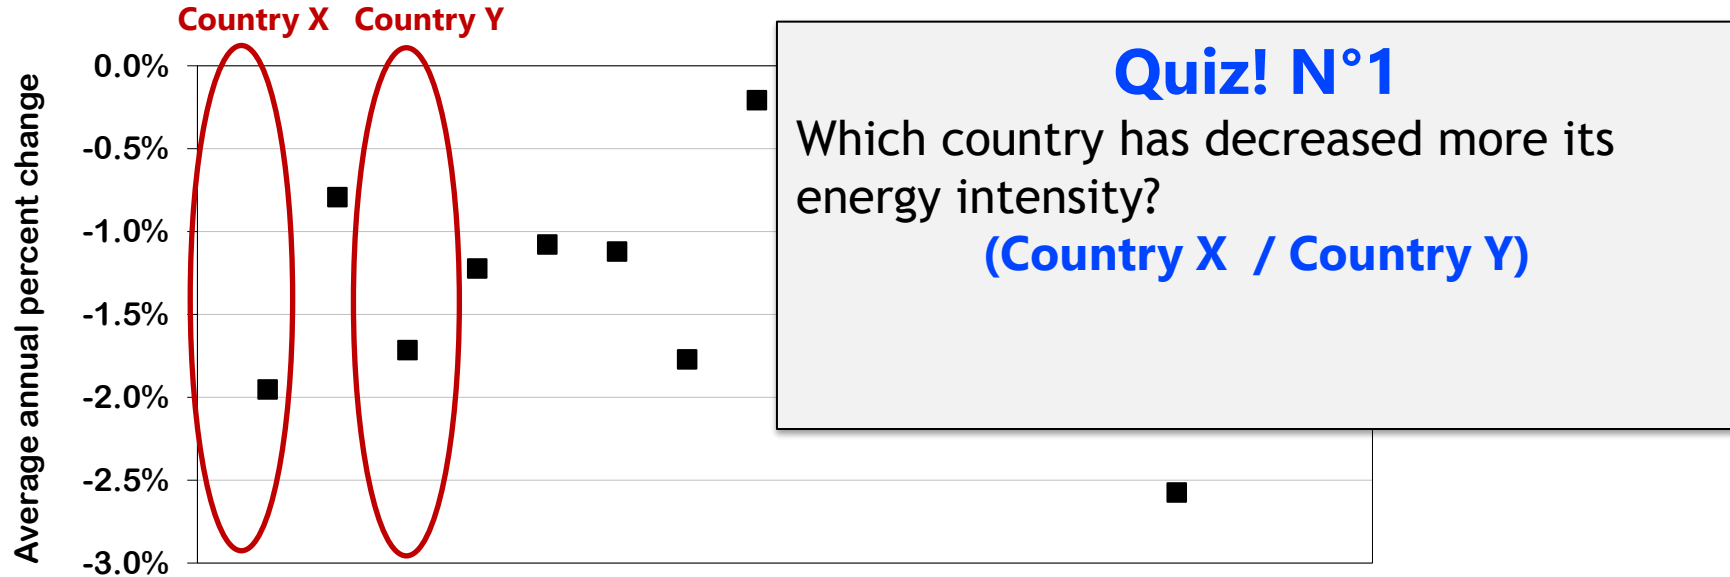 Country X Country Y
Average annual percent change
0.0%
-0.5%
-1.0%
-1.5%
-2.0%
-2.5%
-3.0%
Quiz! N°1
Which country has decreased more its
energy intensity?
(Country X / Country Y)